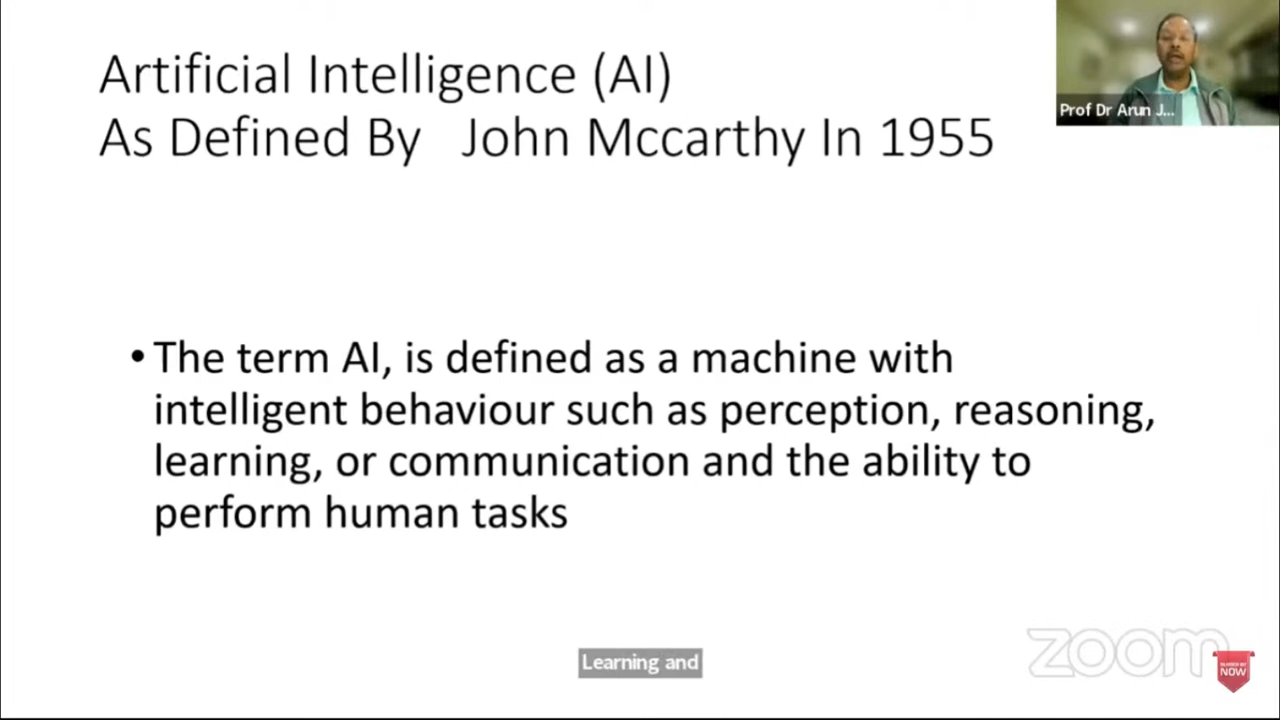 Artificial Intelligence (AI)
As Defined By John Mccarthy In 1955
Prof Dr Arun J...
• The term AI, is defined as a machine with
intelligent behaviour such as perception, reasoning,
learning, or communication and the ability to
perform human tasks
Learning and
zoom
NOW